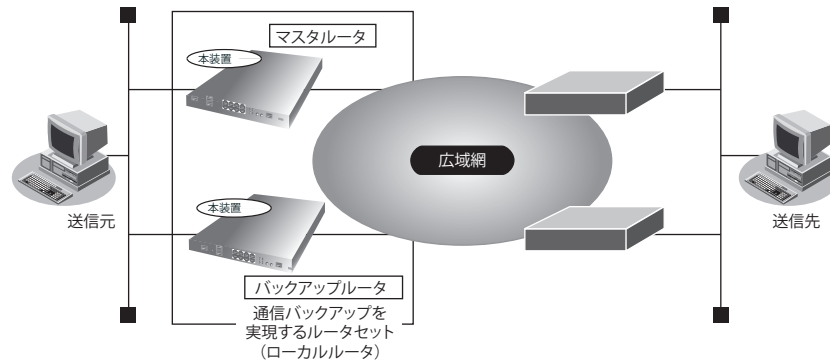 マスタルータ
本装置
広域網
送信元
送信先
本装置
バックアップルータ
通信バックアップを
実現するルータセット
（ローカルルータ）